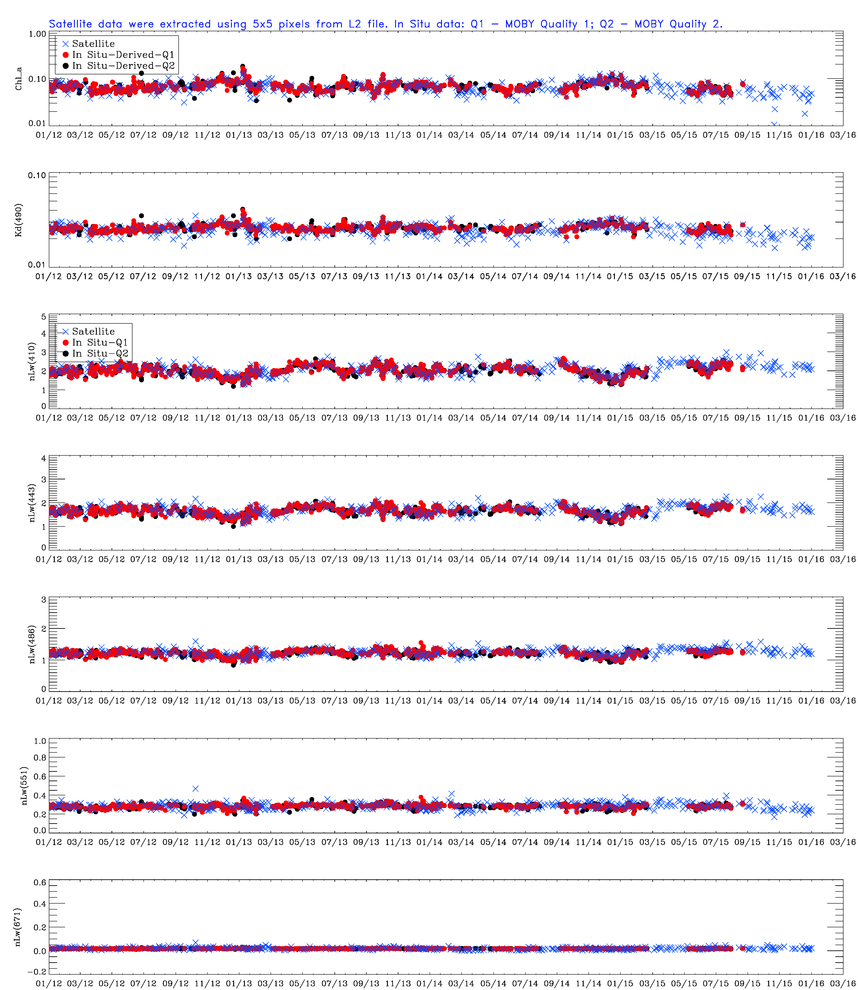 Satellite data were extracted using 5x5 pixels from L2 file. In Situ data: Q1 - MOBY Quality 1; Q2 - MOBY Quality 2.
1.00
Satellite
In Situ-Derived-Q1
In Situ-Derived-Q2
Chl_a
0.10
0.01
01/12 03/12 05/12 07/12 09/12 11/12 01/13 03/13 05/13 07/13 09/13 11/13 01/14 03/14 05/14 07/14 09/14 11/14 01/15 03/15 05/15 07/15 09/15 11/15 01/16 03/16
0.10
Kd(490)
0.01
01/12 03/12 05/12 07/12 09/12 11/12 01/13 03/13 05/13 07/13 09/13 11/13 01/14 03/14 05/14 07/14 09/14 11/14 01/15 03/15 05/15 07/15 09/15 11/15 01/16 03/16
5
Satellite
4
In Situ-Q1
3
In Situ-Q2
nLw(410)
2
1
0
01/12 03/12 05/12 07/12 09/12 11/12 01/13 03/13 05/13 07/13 09/13 11/13 01/14 03/14 05/14 07/14 09/14 11/14 01/15 03/15 05/15 07/15 09/15 11/15 01/16 03/16
4
3
nLw(443)
2
1
0
01/12 03/12 05/12 07/12 09/12 11/12 01/13 03/13 05/13 07/13 09/13 11/13 01/14 03/14 05/14 07/14 09/14 11/14 01/15 03/15 05/15 07/15 09/15 11/15 01/16 03/16
3
2
nLw(486)
1
0
01/12 03/12 05/12 07/12 09/12 11/12 01/13 03/13 05/13 07/13 09/13 11/13 01/14 03/14 05/14 07/14 09/14 11/14 01/15 03/15 05/15 07/15 09/15 11/15 01/16 03/16
1.0
0.8
0.6
nLw(551)
0.4
0.2
0.0
01/12 03/12 05/12 07/12 09/12 11/12 01/13 03/13 05/13 07/13 09/13 11/13 01/14 03/14 05/14 07/14 09/14 11/14 01/15 03/15 05/15 07/15 09/15 11/15 01/16 03/16
0.6
0.4
nLw(671)
0.2
0.0
-0.2
01/12 03/12 05/12 07/12 09/12 11/12 01/13 03/13 05/13 07/13 09/13 11/13 01/14 03/14 05/14 07/14 09/14 11/14 01/15 03/15 05/15 07/15 09/15 11/15 01/16 03/16